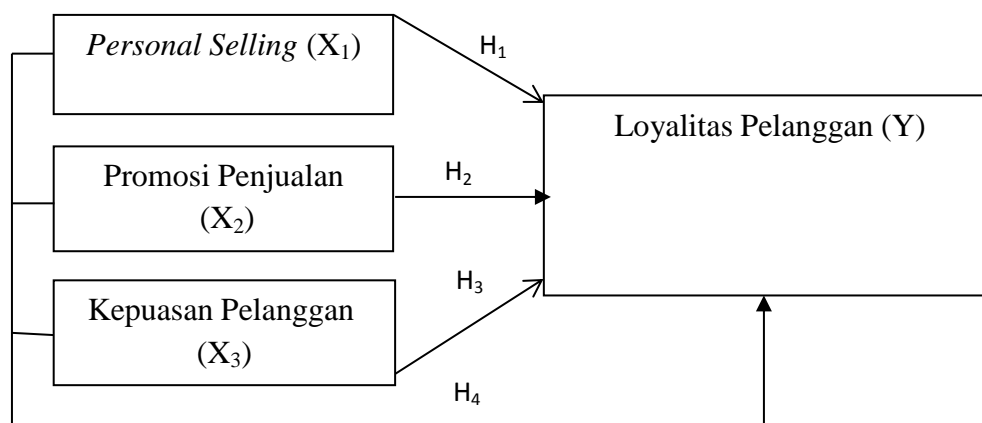 Personal Selling (X₁)
H₁
Loyalitas Pelanggan (Y)
Promosi Penjualan
(X₂)
H₂
Kepuasan Pelanggan
(X₃)
H₃
H₄